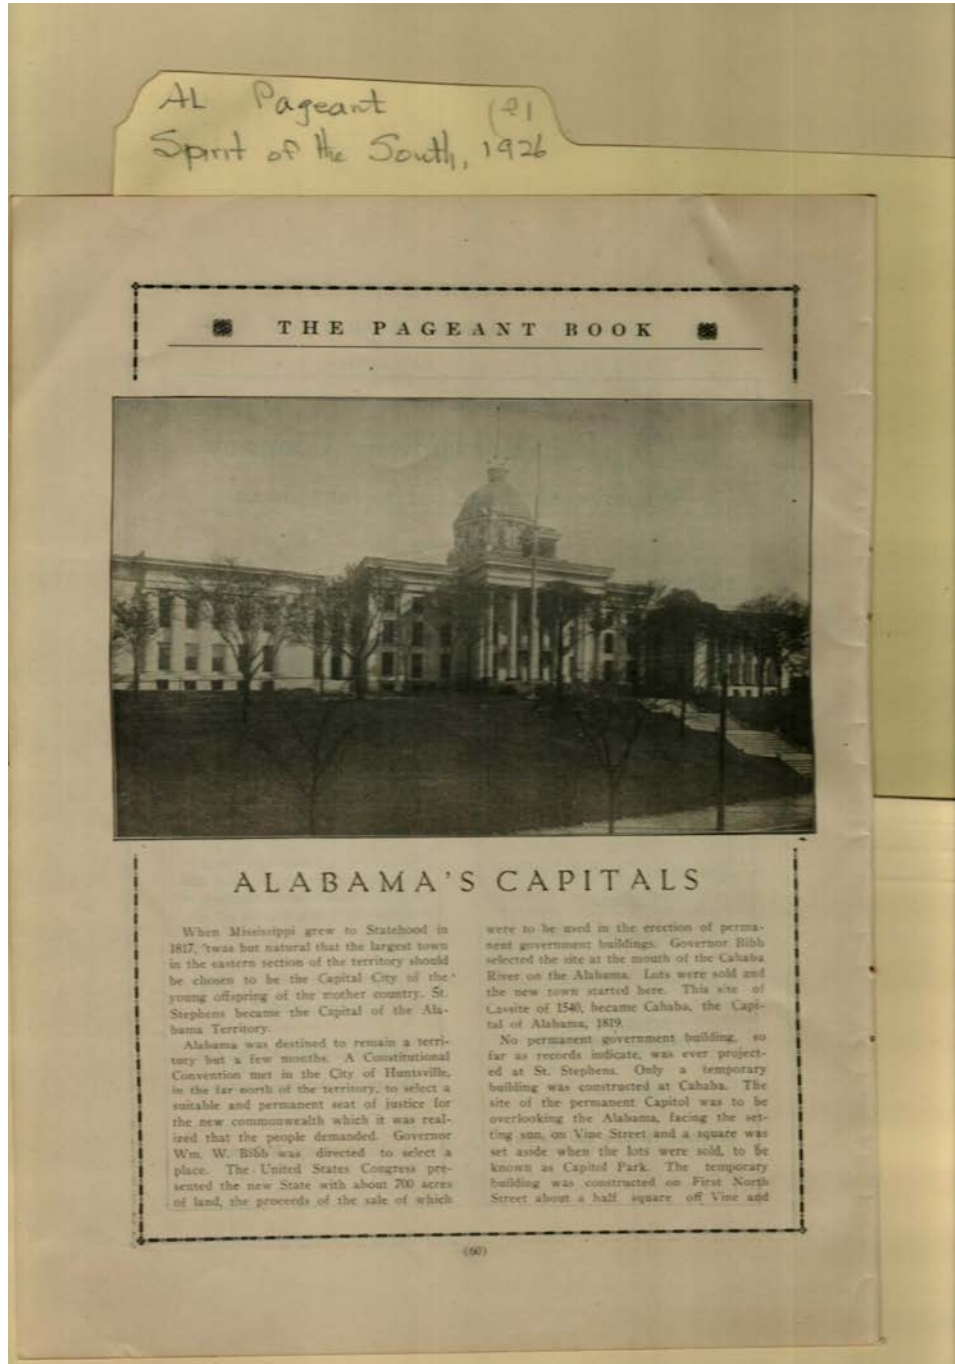 AL Pageant (P1
Spirit of the South, 1926
THE PAGEANT BOOK
ALABAMA'S CAPITALS
When Mississippi grew to Statehood in
1817, 'twas but natural that the largest town
in the eastern section of the territory should
be chosen to be the Capital City of the
young offspring of the mother country. St.
Stephens became the Capital of the Ala-
bama Territory.
Alabama was destined to remain a terri-
tory but a few months. A Constitutional
Convention met in the City of Huntsville,
in the far north of the territory, to select a
suitable and permanent seat of justice for
the new commonwealth which it was real-
ized that the people demanded. Governor
Wm. W. Bibb was directed to select a
place. The United States Congress pre-
sented the new State with about 700 acres
of land, the proceeds of the sale of which
were to be used in the erection of perma-
nent government buildings. Governor Bibb
selected the site at the mouth of the Cahaba
River on the Alabama. Lots were sold and
the new town started here. This site of
Cassite of 1540, became Cahaba, the Capi-
tal of Alabama, 1819.
No permanent government building, so
far as records indicate, was ever project-
ed at St. Stephens. Only a temporary
building was constructed at Cahaba. The
site of the permanent Capitol was to be
overlooking the Alabama, facing the set-
ting sun, on Vine Street and a square was
set aside when the lots were sold, to be
known as Capitol Park. The temporary
building was constructed on First North
Street about a half square off Vine and
(60)